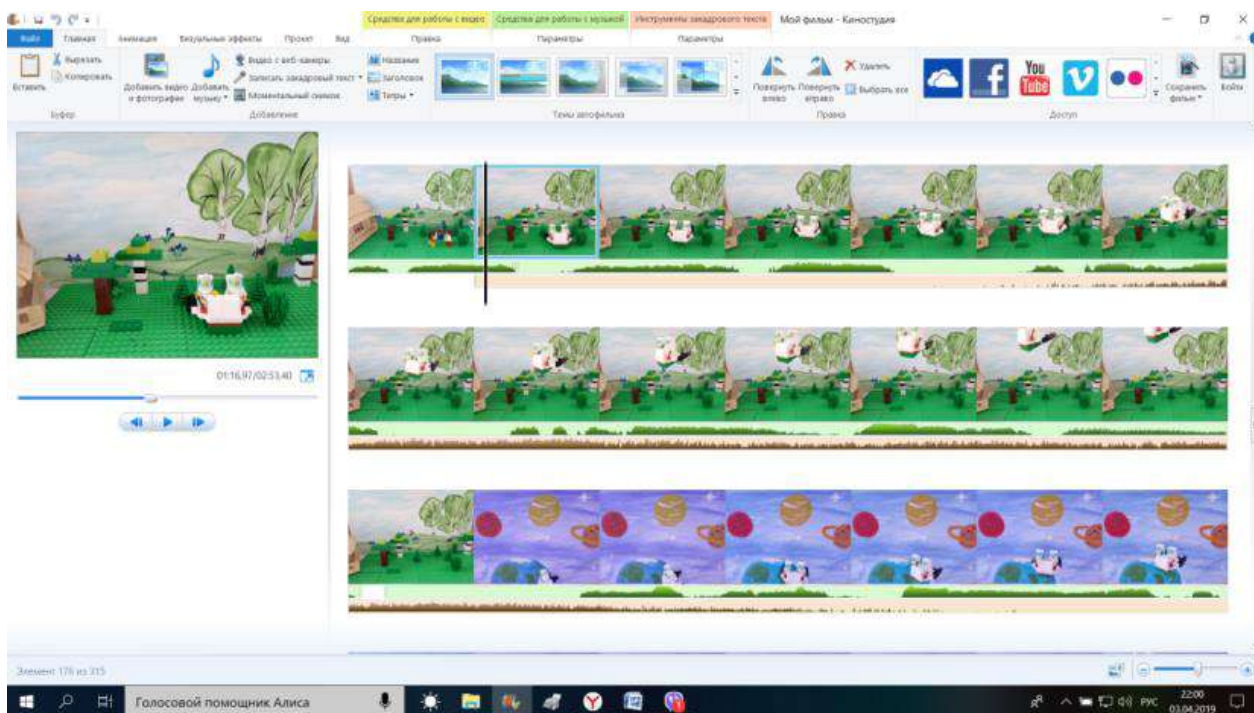 Средства для работы с видео Средства для работы с музыкой Инструменты закадрового текста Мой фильм - Киностудия
Файл Главная Анимация Визуальные эффекты Проект Вид Правка Параметры Параметры
Вставить
Вырезать
Копировать
Буфер
Добавить видео и фотографии
Добавить музыку
Видео с веб-камеры
Записать закадровый текст
Моментальный снимок
Добавление
Название
Заголовок
Титры
Темы автофильма
Повернуть влево
Повернуть вправо
Удалить
Выбрать все
Правка
f
You
Tube
Доступ
Сохранить фильм
Войти
01:16,97/02:53,40
Элемент 176 из 315
Голосовой помощник Алиса
РУС
22:00
03.04.2019